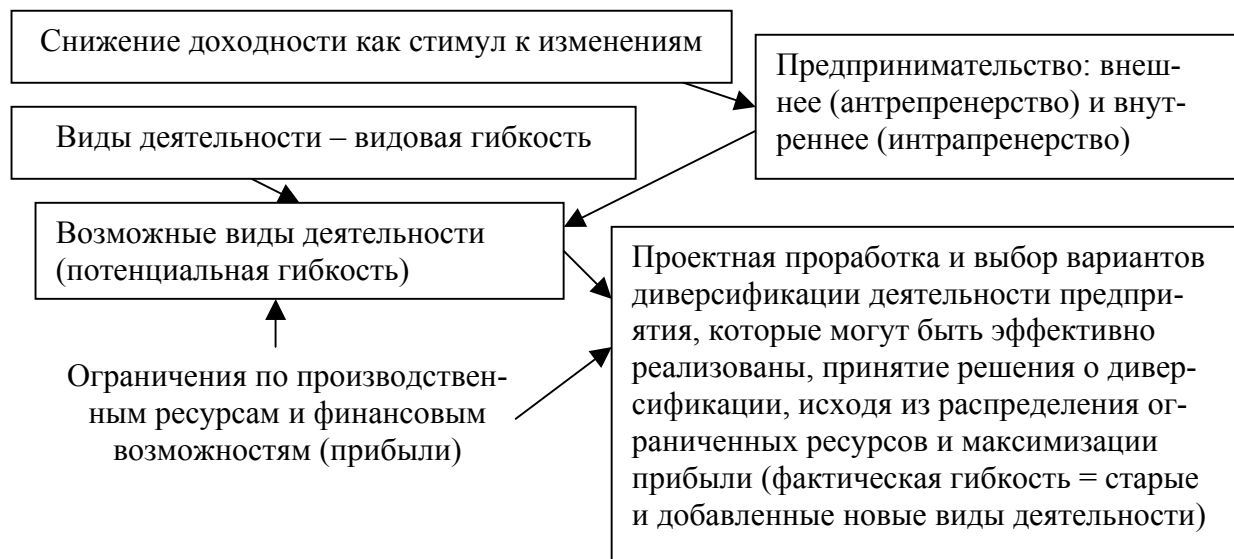 Снижение доходности как стимул к изменениям
Предпринимательство: внеш-
нее (антрепренерство) и внут-
реннее (интрапренерство)
Виды деятельности – видовая гибкость
Возможные виды деятельности
(потенциальная гибкость)
Проектная проработка и выбор вариантов
диверсификации деятельности предпри-
ятия, которые могут быть эффективно
реализованы, принятие решения о дивер-
сификации, исходя из распределения ог-
раниченных ресурсов и максимизации
прибыли (фактическая гибкость = старые
и добавленные новые виды деятельности)
Ограничения по производствен-
ным ресурсам и финансовым
возможностям (прибыли)